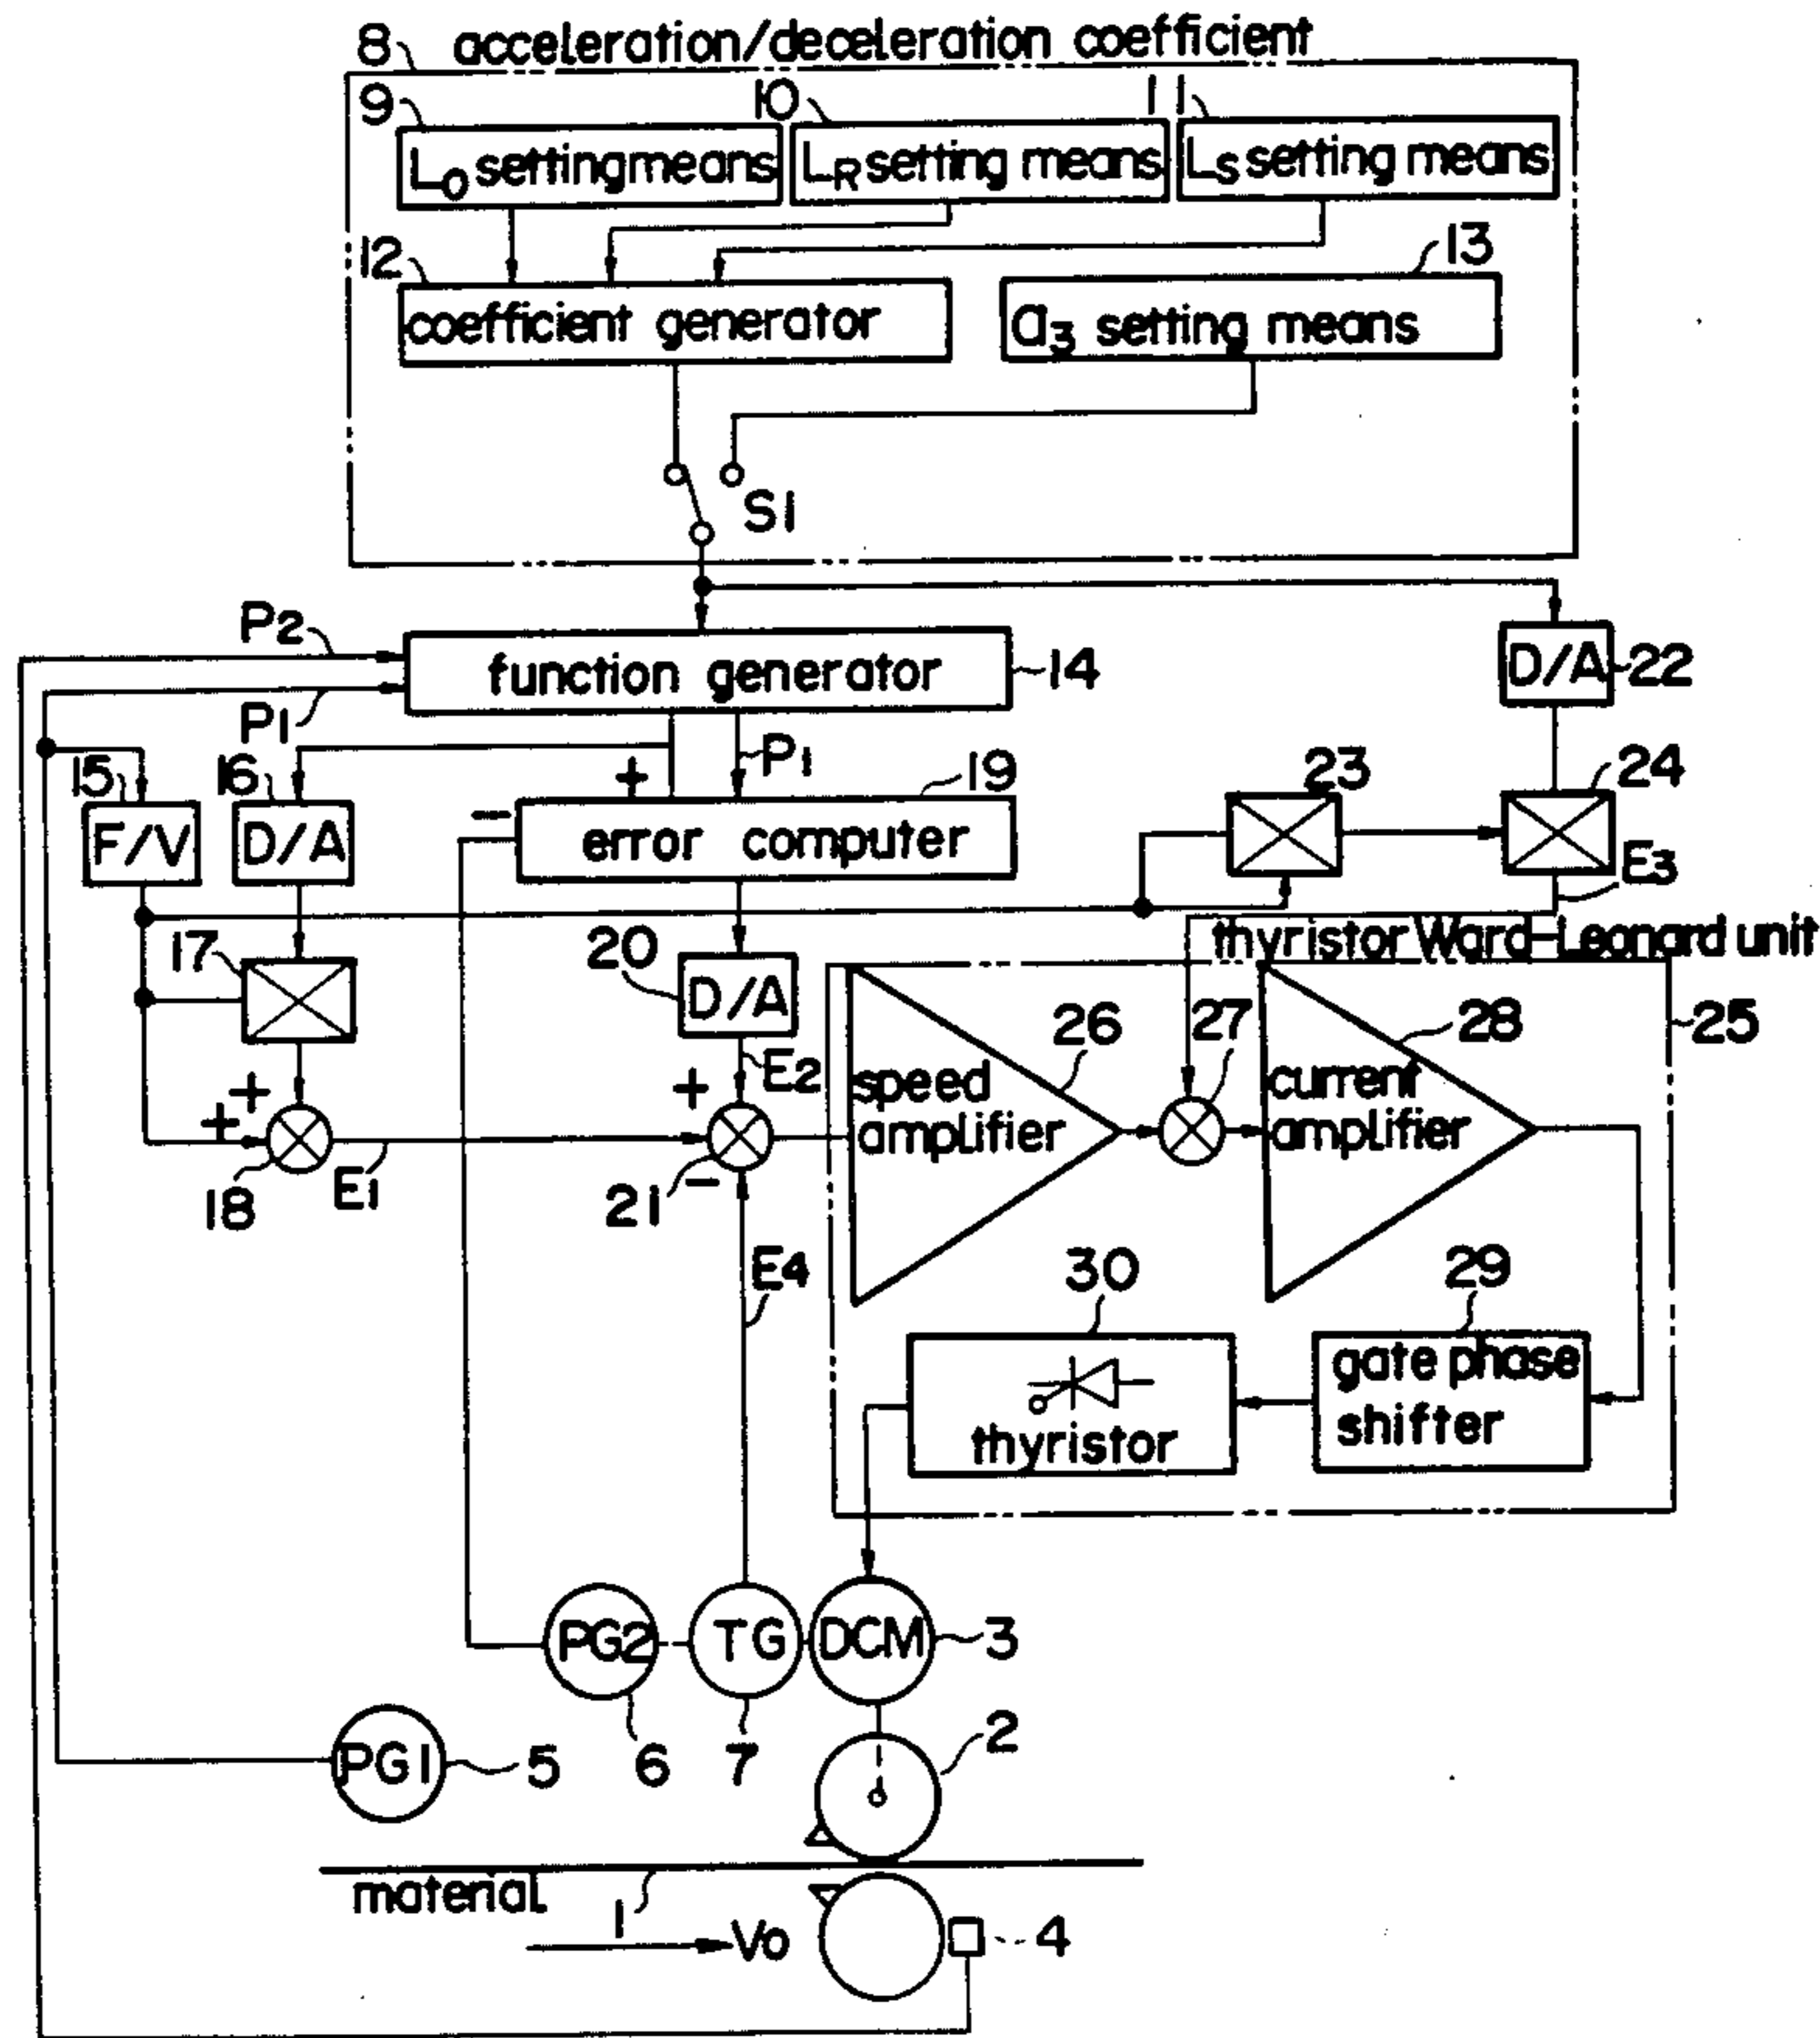 8 acceleration/deceleration coefficient
9 10 11
Lo setting means LR setting means LS setting means
12 13
coefficient generator a3 setting means
S1
P2
function generator 14 D/A 22
P1
15 16 P1 19 23 24
+
F/V D/A - error computer
E3
thyristor Ward-Leonard unit
17 20 D/A 26 27 28 25
E2
+ + speed amplifier current amplifier
+
18 E1 21 -
E4 30 29
gate phase shifter
thyristor
PG2 TG DCM 3
6 7 2
PG1 5
material
1
Vo 4